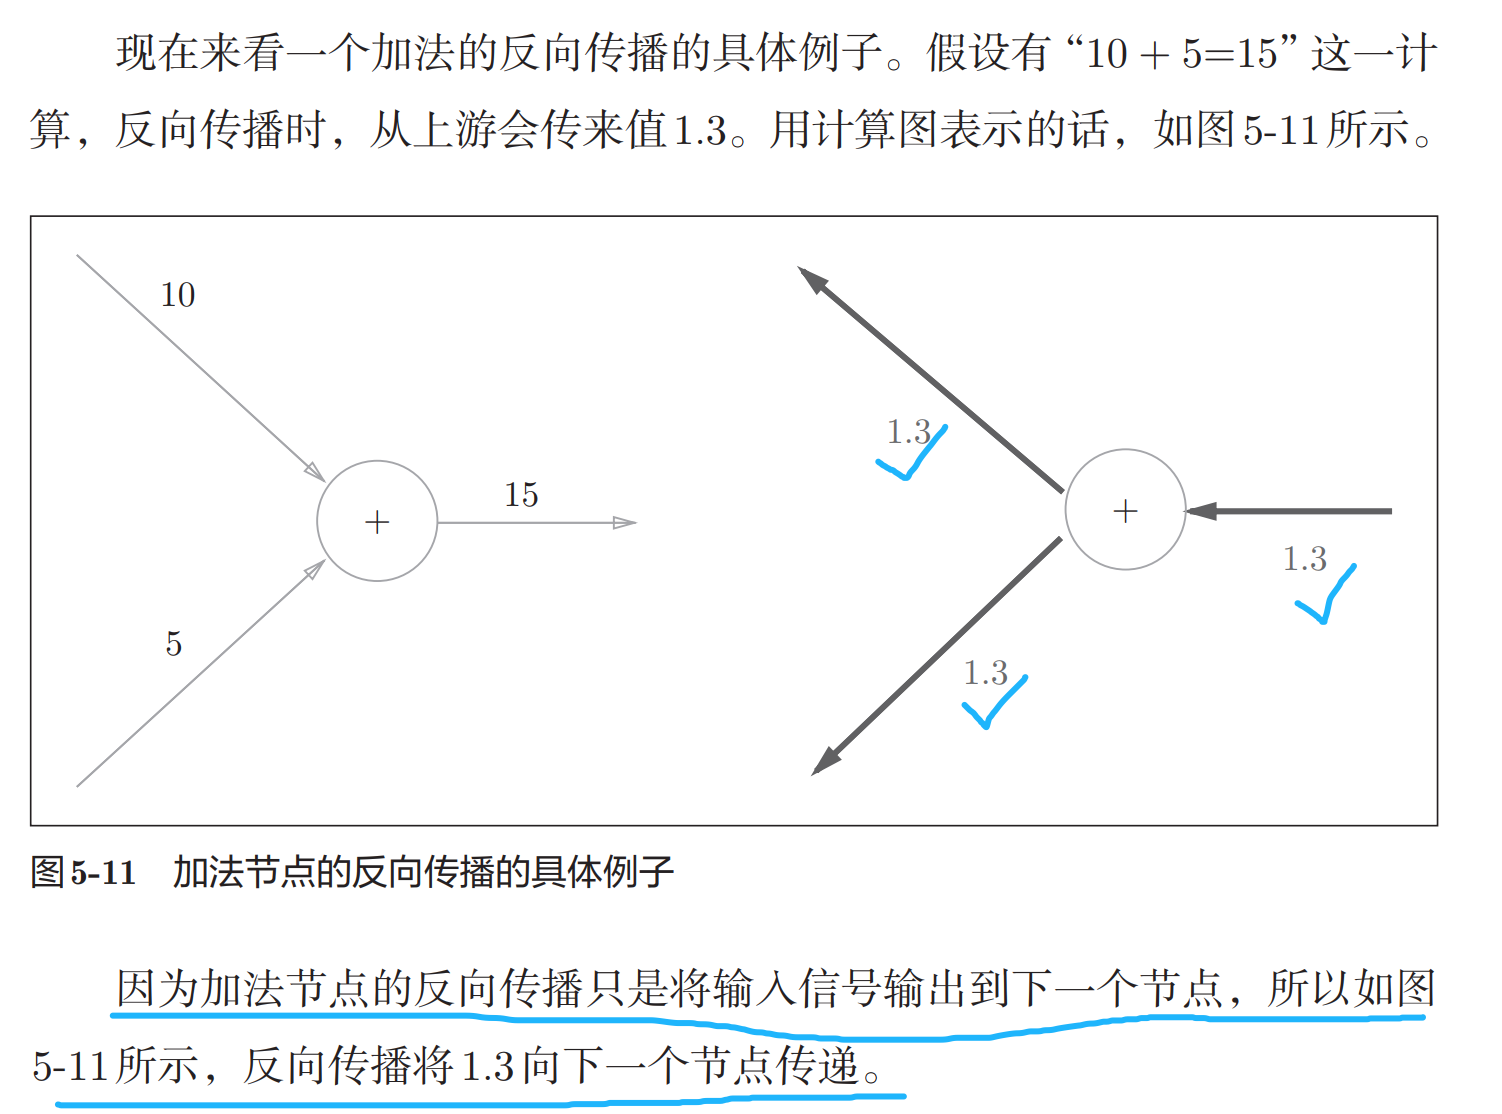 现在来看一个加法的反向传播的具体例子。假设有“10 + 5=15”这一计
算，反向传播时，从上游会传来值1.3。用计算图表示的话，如图5-11所示。
10
5
+
15
1.3
1.3
+
1.3
图5-11 加法节点的反向传播的具体例子
因为加法节点的反向传播只是将输入信号输出到下一个节点，所以如图
5-11所示，反向传播将1.3向下一个节点传递。